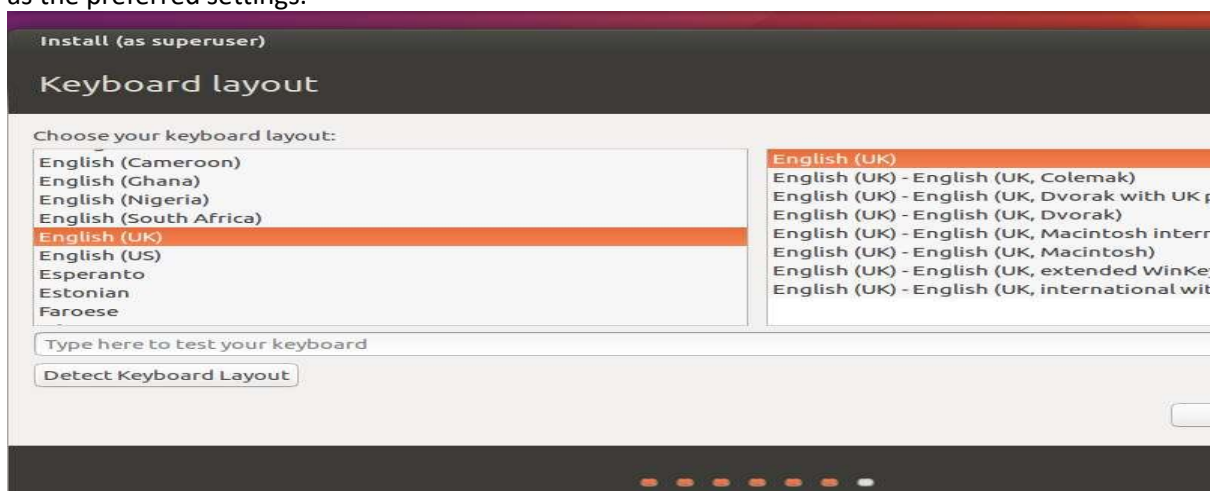 as the preferred settings.
Install (as superuser)
Keyboard layout
Choose your keyboard layout:
English (Cameroon)
English (Ghana)
English (Nigeria)
English (South Africa)
English (UK)
English (US)
Esperanto
Estonian
Faroese
English (UK)
English (UK) - English (UK, Colemak)
English (UK) - English (UK, Dvorak with UK
English (UK) - English (UK, Dvorak)
English (UK) - English (UK, Macintosh
English (UK) - English (UK, Macintosh)
English (UK) - English (UK, extended
English (UK) - English (UK, international
Type here to test your keyboard
Detect Keyboard Layout